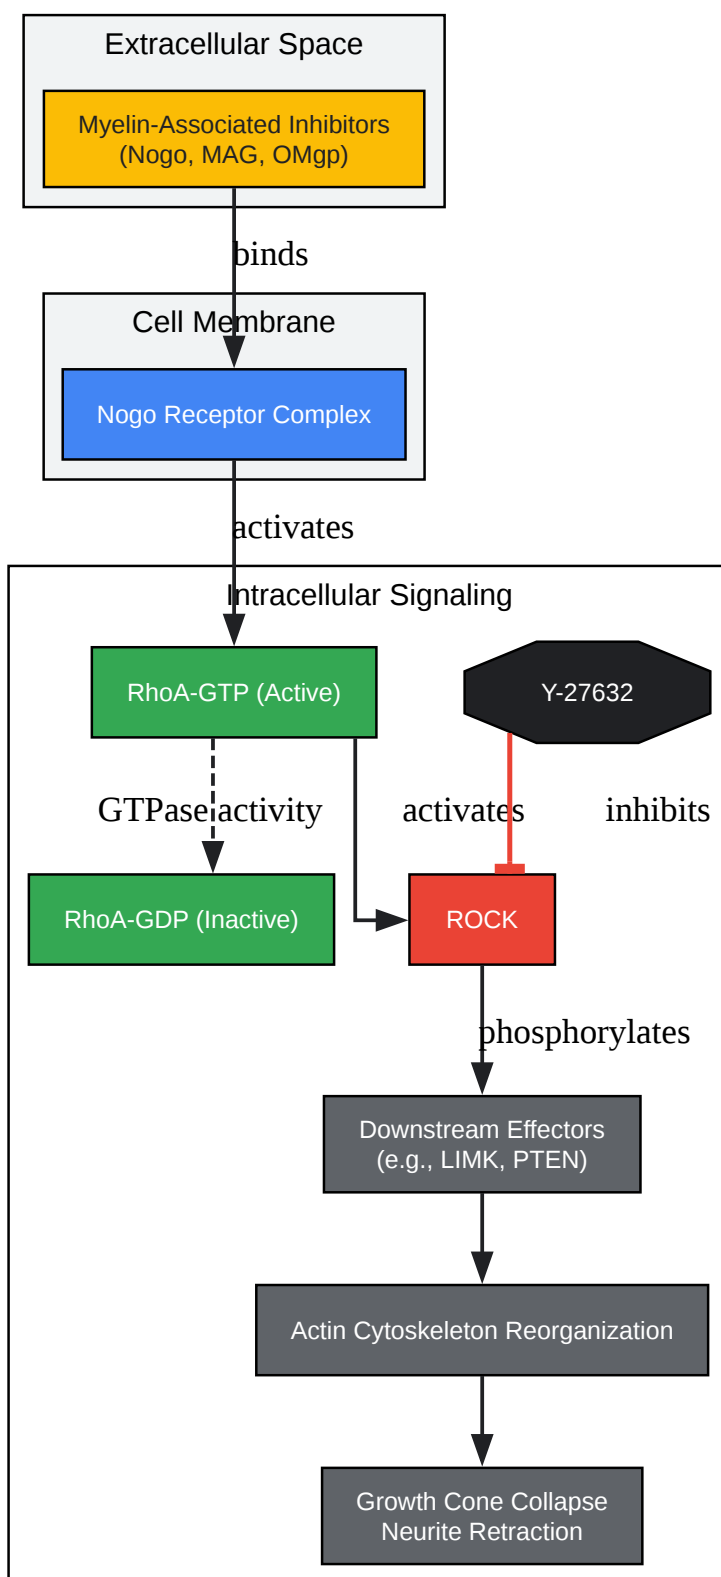 Extracellular Space
Myelin-Associated Inhibitors
(Nogo, MAG, OMgp)
binds
Cell Membrane
Nogo Receptor Complex
activates
Intracellular Signaling
RhoA-GTP (Active)
Y-27632
GTPase activity
activates
inhibits
RhoA-GDP (Inactive)
ROCK
phosphorylates
Downstream Effectors
(e.g., LIMK, PTEN)
Actin Cytoskeleton Reorganization
Growth Cone Collapse
Neurite Retraction